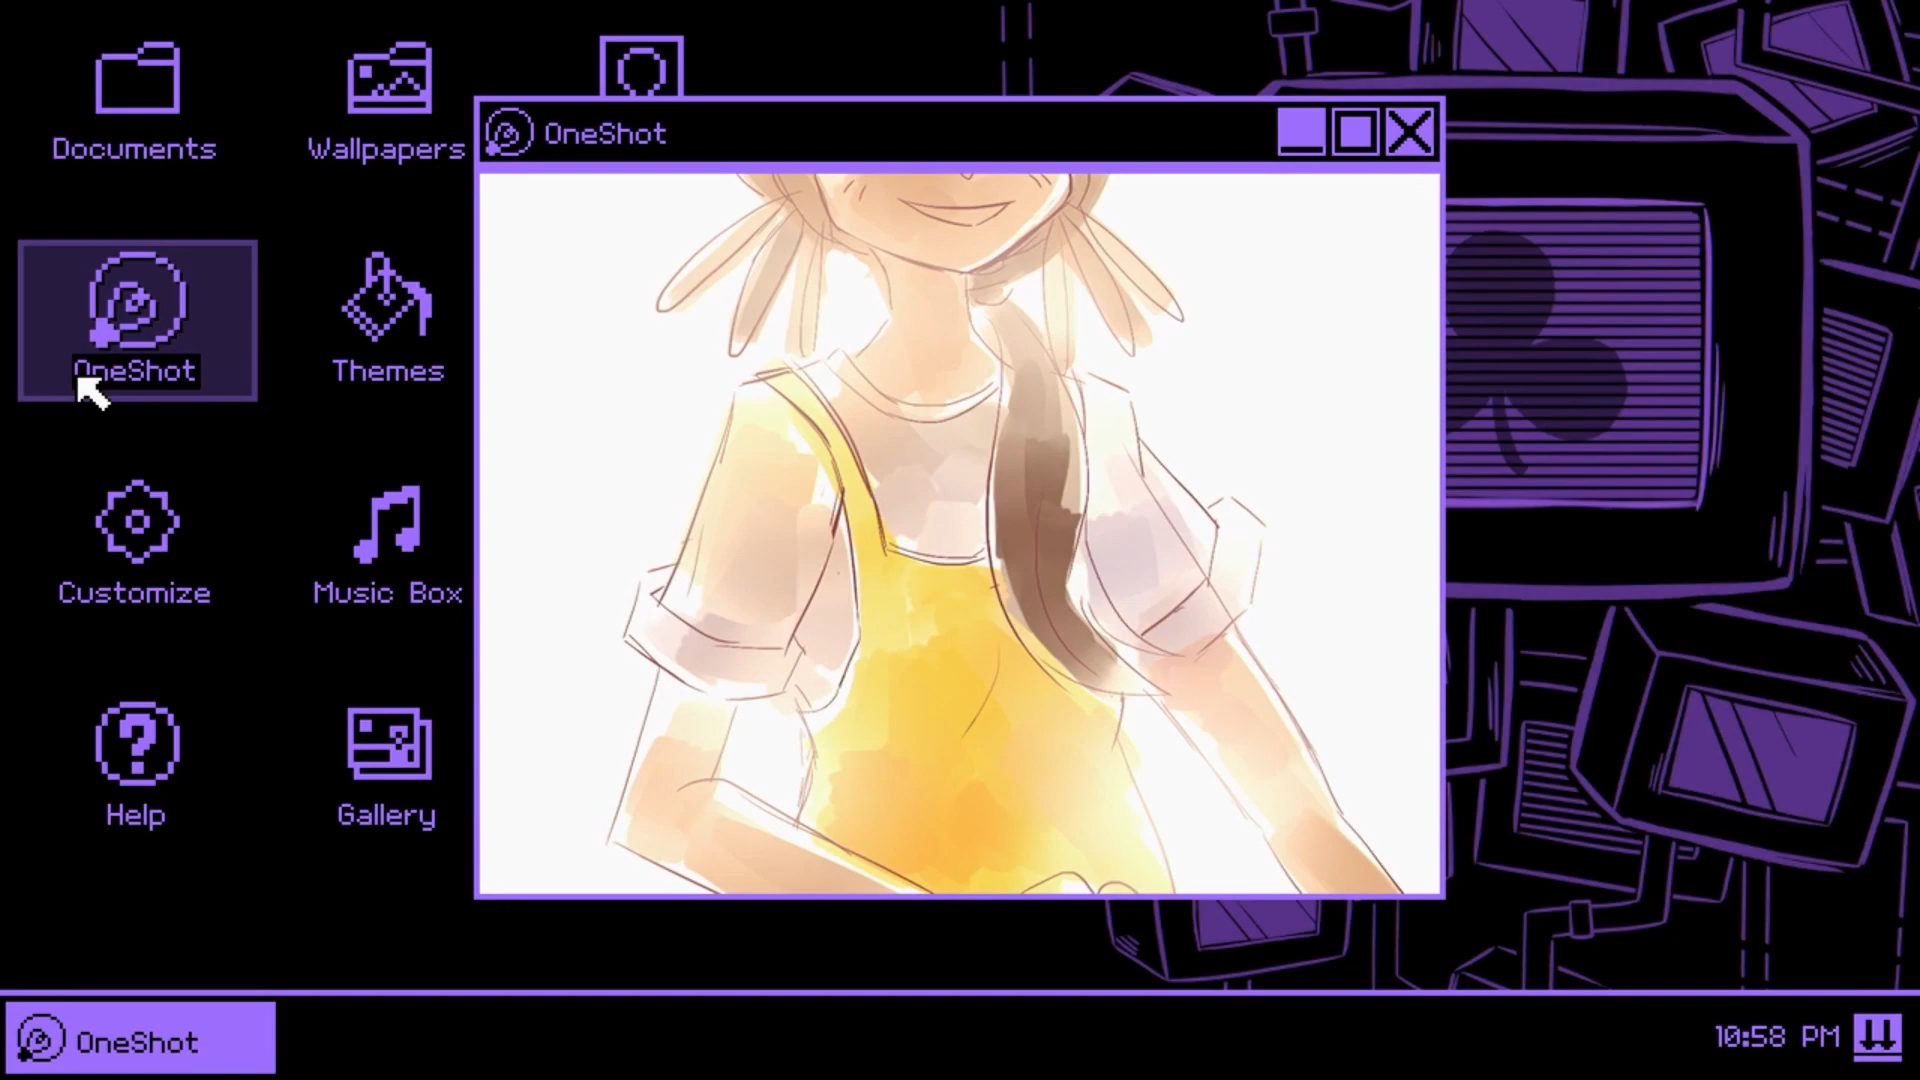 Documents
Wallpapers
OneShot
OneShot
Themes
Customize
Music Box
Help
Gallery
OneShot
10:58 PM